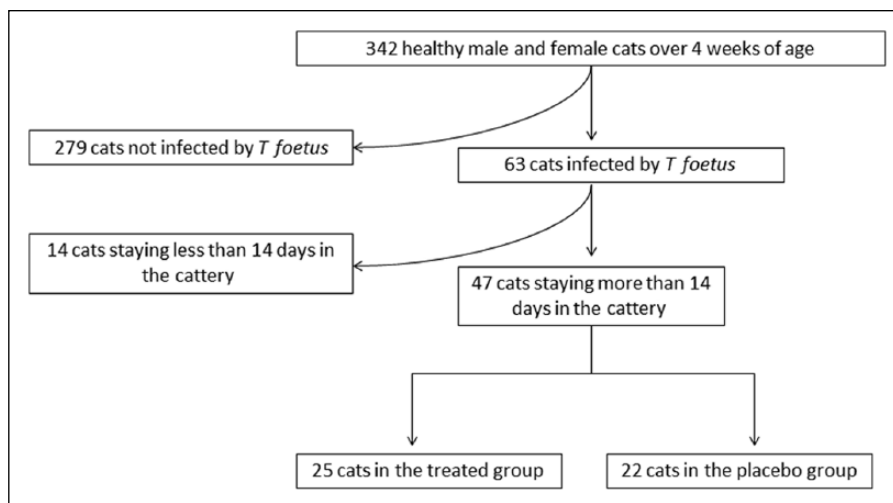 342 healthy male and female cats over 4 weeks of age
279 cats not infected by T foetus
63 cats infected by T foetus
14 cats staying less than 14 days in
the cattery
47 cats staying more than 14
days in the cattery
25 cats in the treated group
22 cats in the placebo group